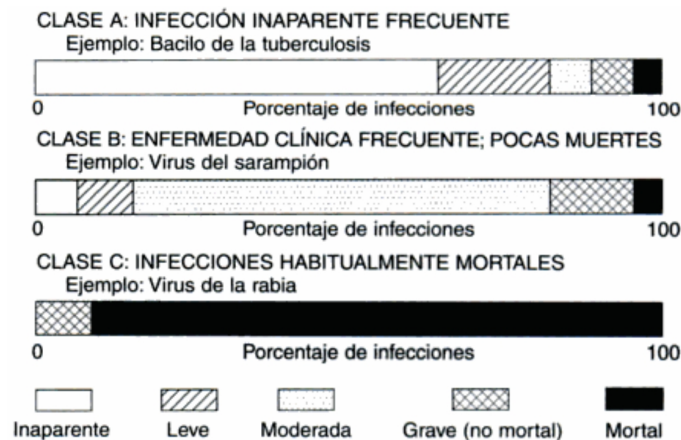 CLASE A: INFECCIÓN INAPARENTE FRECUENTE
Ejemplo: Bacilo de la tuberculosis
0 Porcentaje de infecciones 100
CLASE B: ENFERMEDAD CLÍNICA FRECUENTE; POCAS MUERTES
Ejemplo: Virus del sarampión
0 Porcentaje de infecciones 100
CLASE C: INFECCIONES HABITUALMENTE MORTALES
Ejemplo: Virus de la rabia
0 Porcentaje de infecciones 100
Inaparente Leve Moderada Grave (no mortal) Mortal